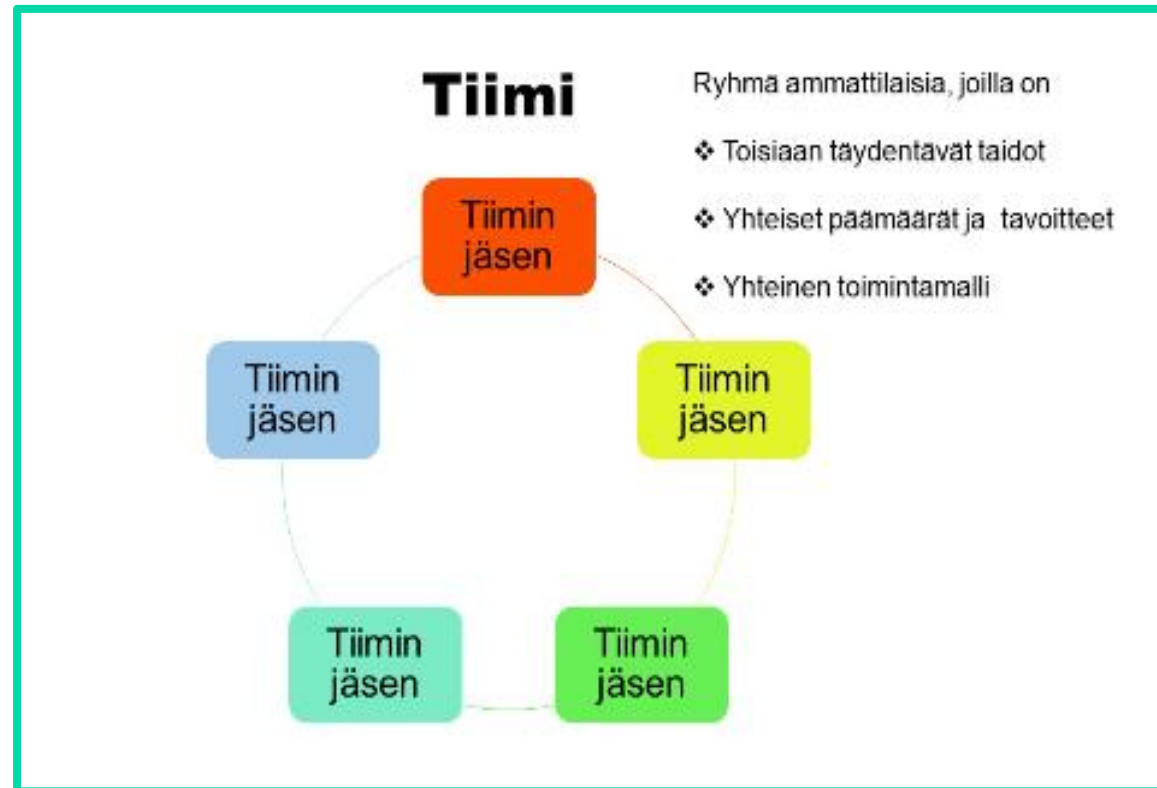 Tiimi
Ryhmä ammattilaisia, joilla on
❖ Toisiaan täydentävät taidot
❖ Yhteiset päämäärät ja tavoitteet
❖ Yhteinen toimintamalli
Tiimin
jäsen
Tiimin
jäsen
Tiimin
jäsen
Tiimin
jäsen
Tiimin
jäsen